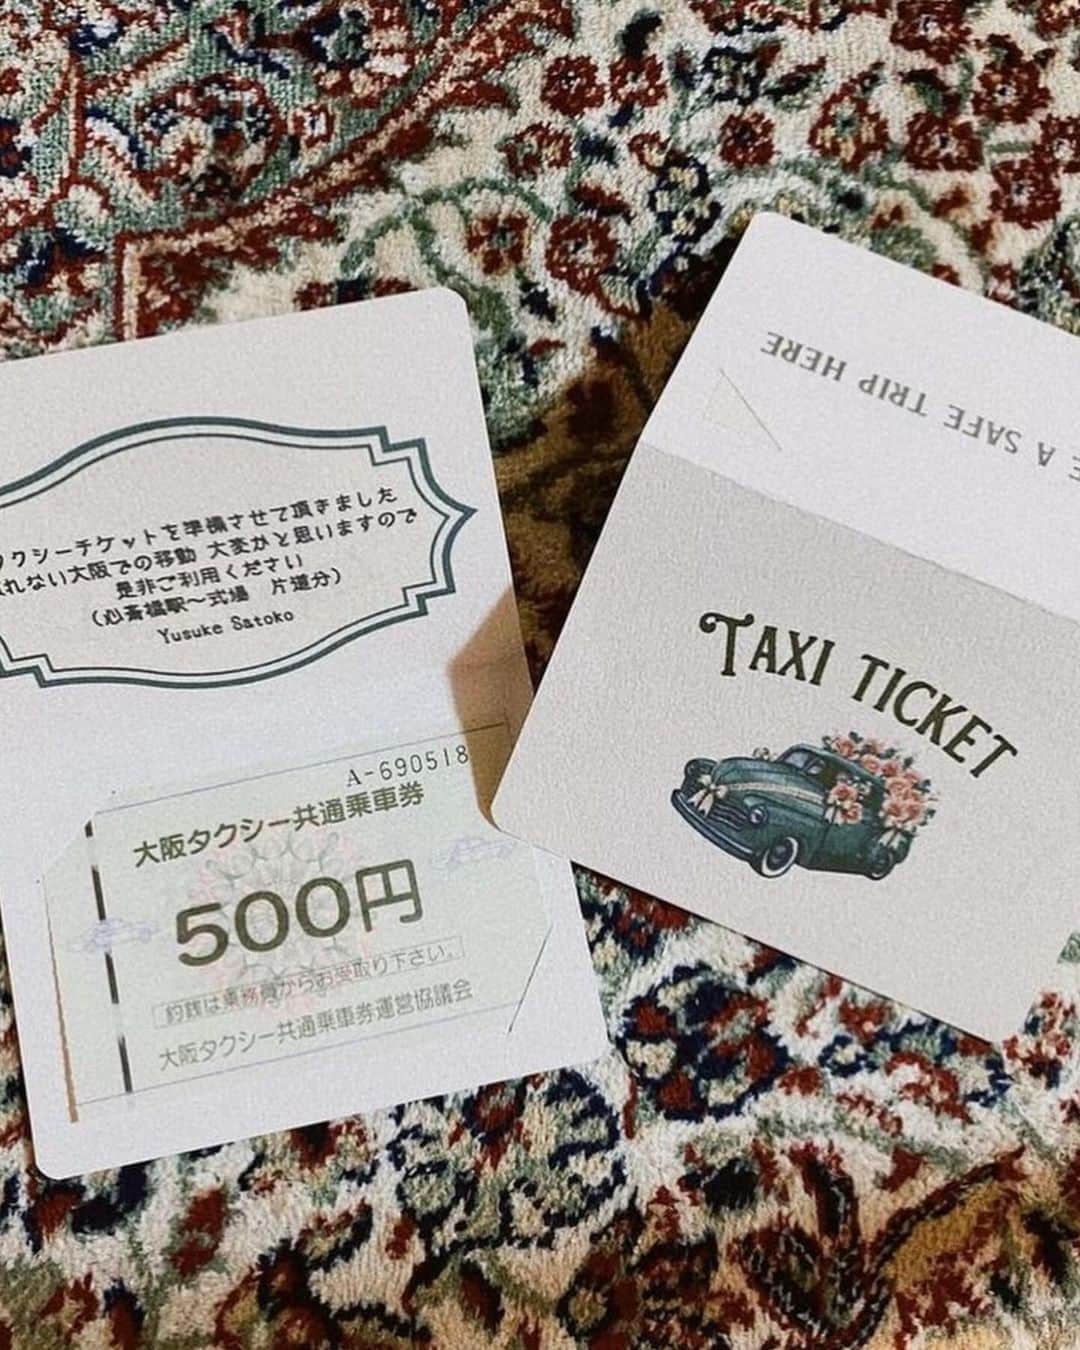 タクシーチケットを準備させて頂きました
れない大阪での移動 大変かと思いますので
是非ご利用ください
(心斎橋駅～式場 片道分)
Yusuke Satoko
A-690518
大阪タクシー共通乗車券
500円
釣銭は乗務員からお受取り下さい。
大阪タクシー共通乗車券運営協議会
E A SAFE TRIP HERE
TAXI TICKET